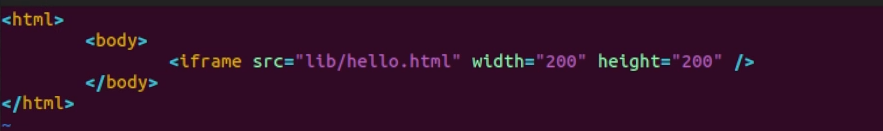 <html>
<body>
<iframe src="lib/hello.html" width="200" height="200" />
</body>
</html>
~